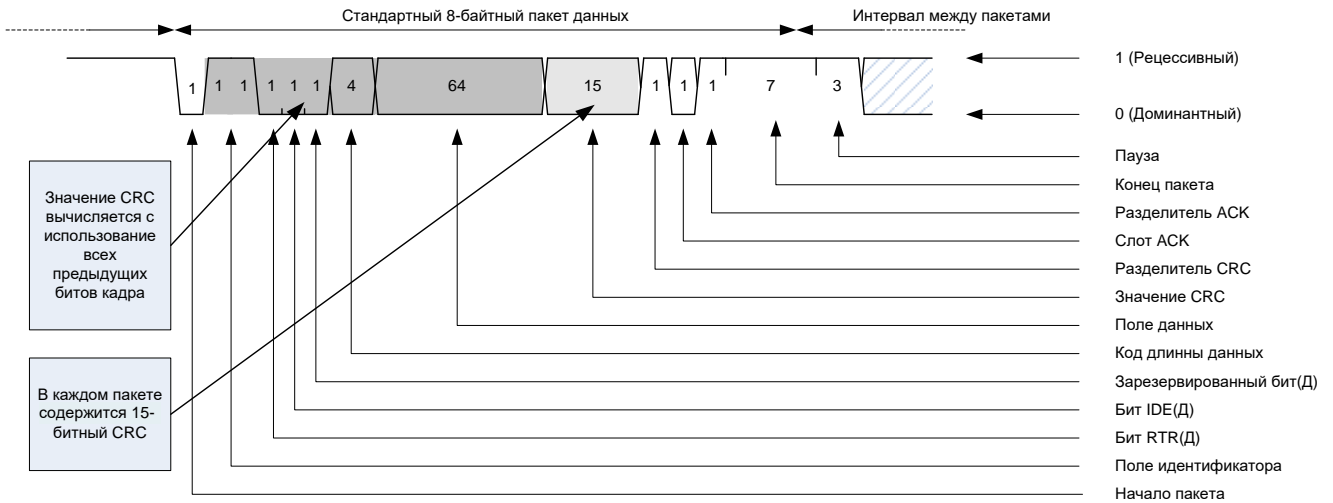 Стандартный 8-байтный пакет данных
Интервал между пакетами
1 1 1 1 1 1 4 64 15 1 1 1 7 3
1 (Рецессивный)
0 (Доминантный)
Пауза
Конец пакета
Разделитель ACK
Слот ACK
Разделитель CRC
Значение CRC
Поле данных
Код длинны данных
Зарезервированный бит(Д)
Бит IDE(Д)
Бит RTR(Д)
Поле идентификатора
Начало пакета
Значение CRC
вычисляется с
использование
всех
предыдущих
битов кадра
В каждом пакете
содержится 15-
битный CRC